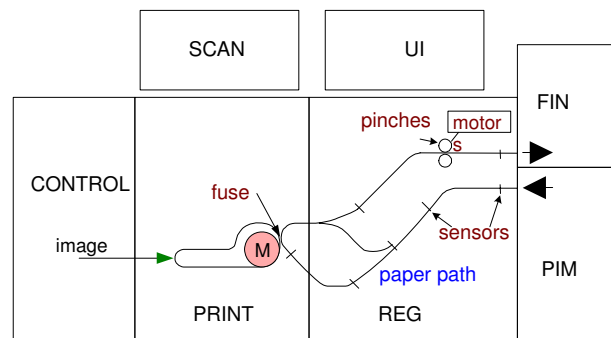 SCAN
UI
FIN
pinches
motor
s
CONTROL
fuse
sensors
image
M
PIM
paper path
PRINT
REG